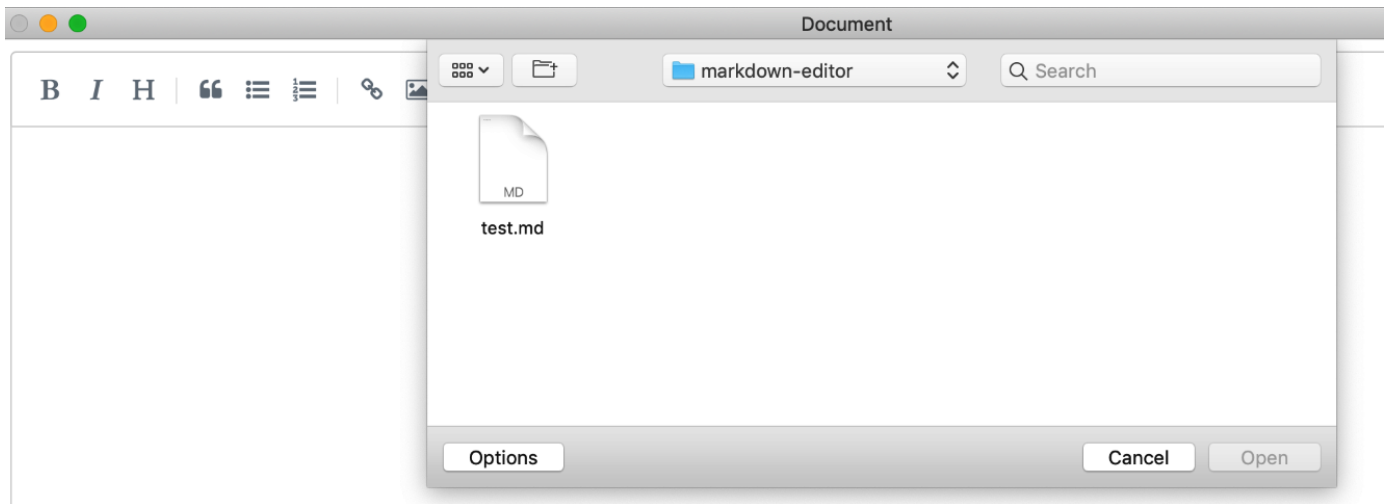 Document
B I H
markdown-editor
Search
MD
test.md
Options
Cancel Open